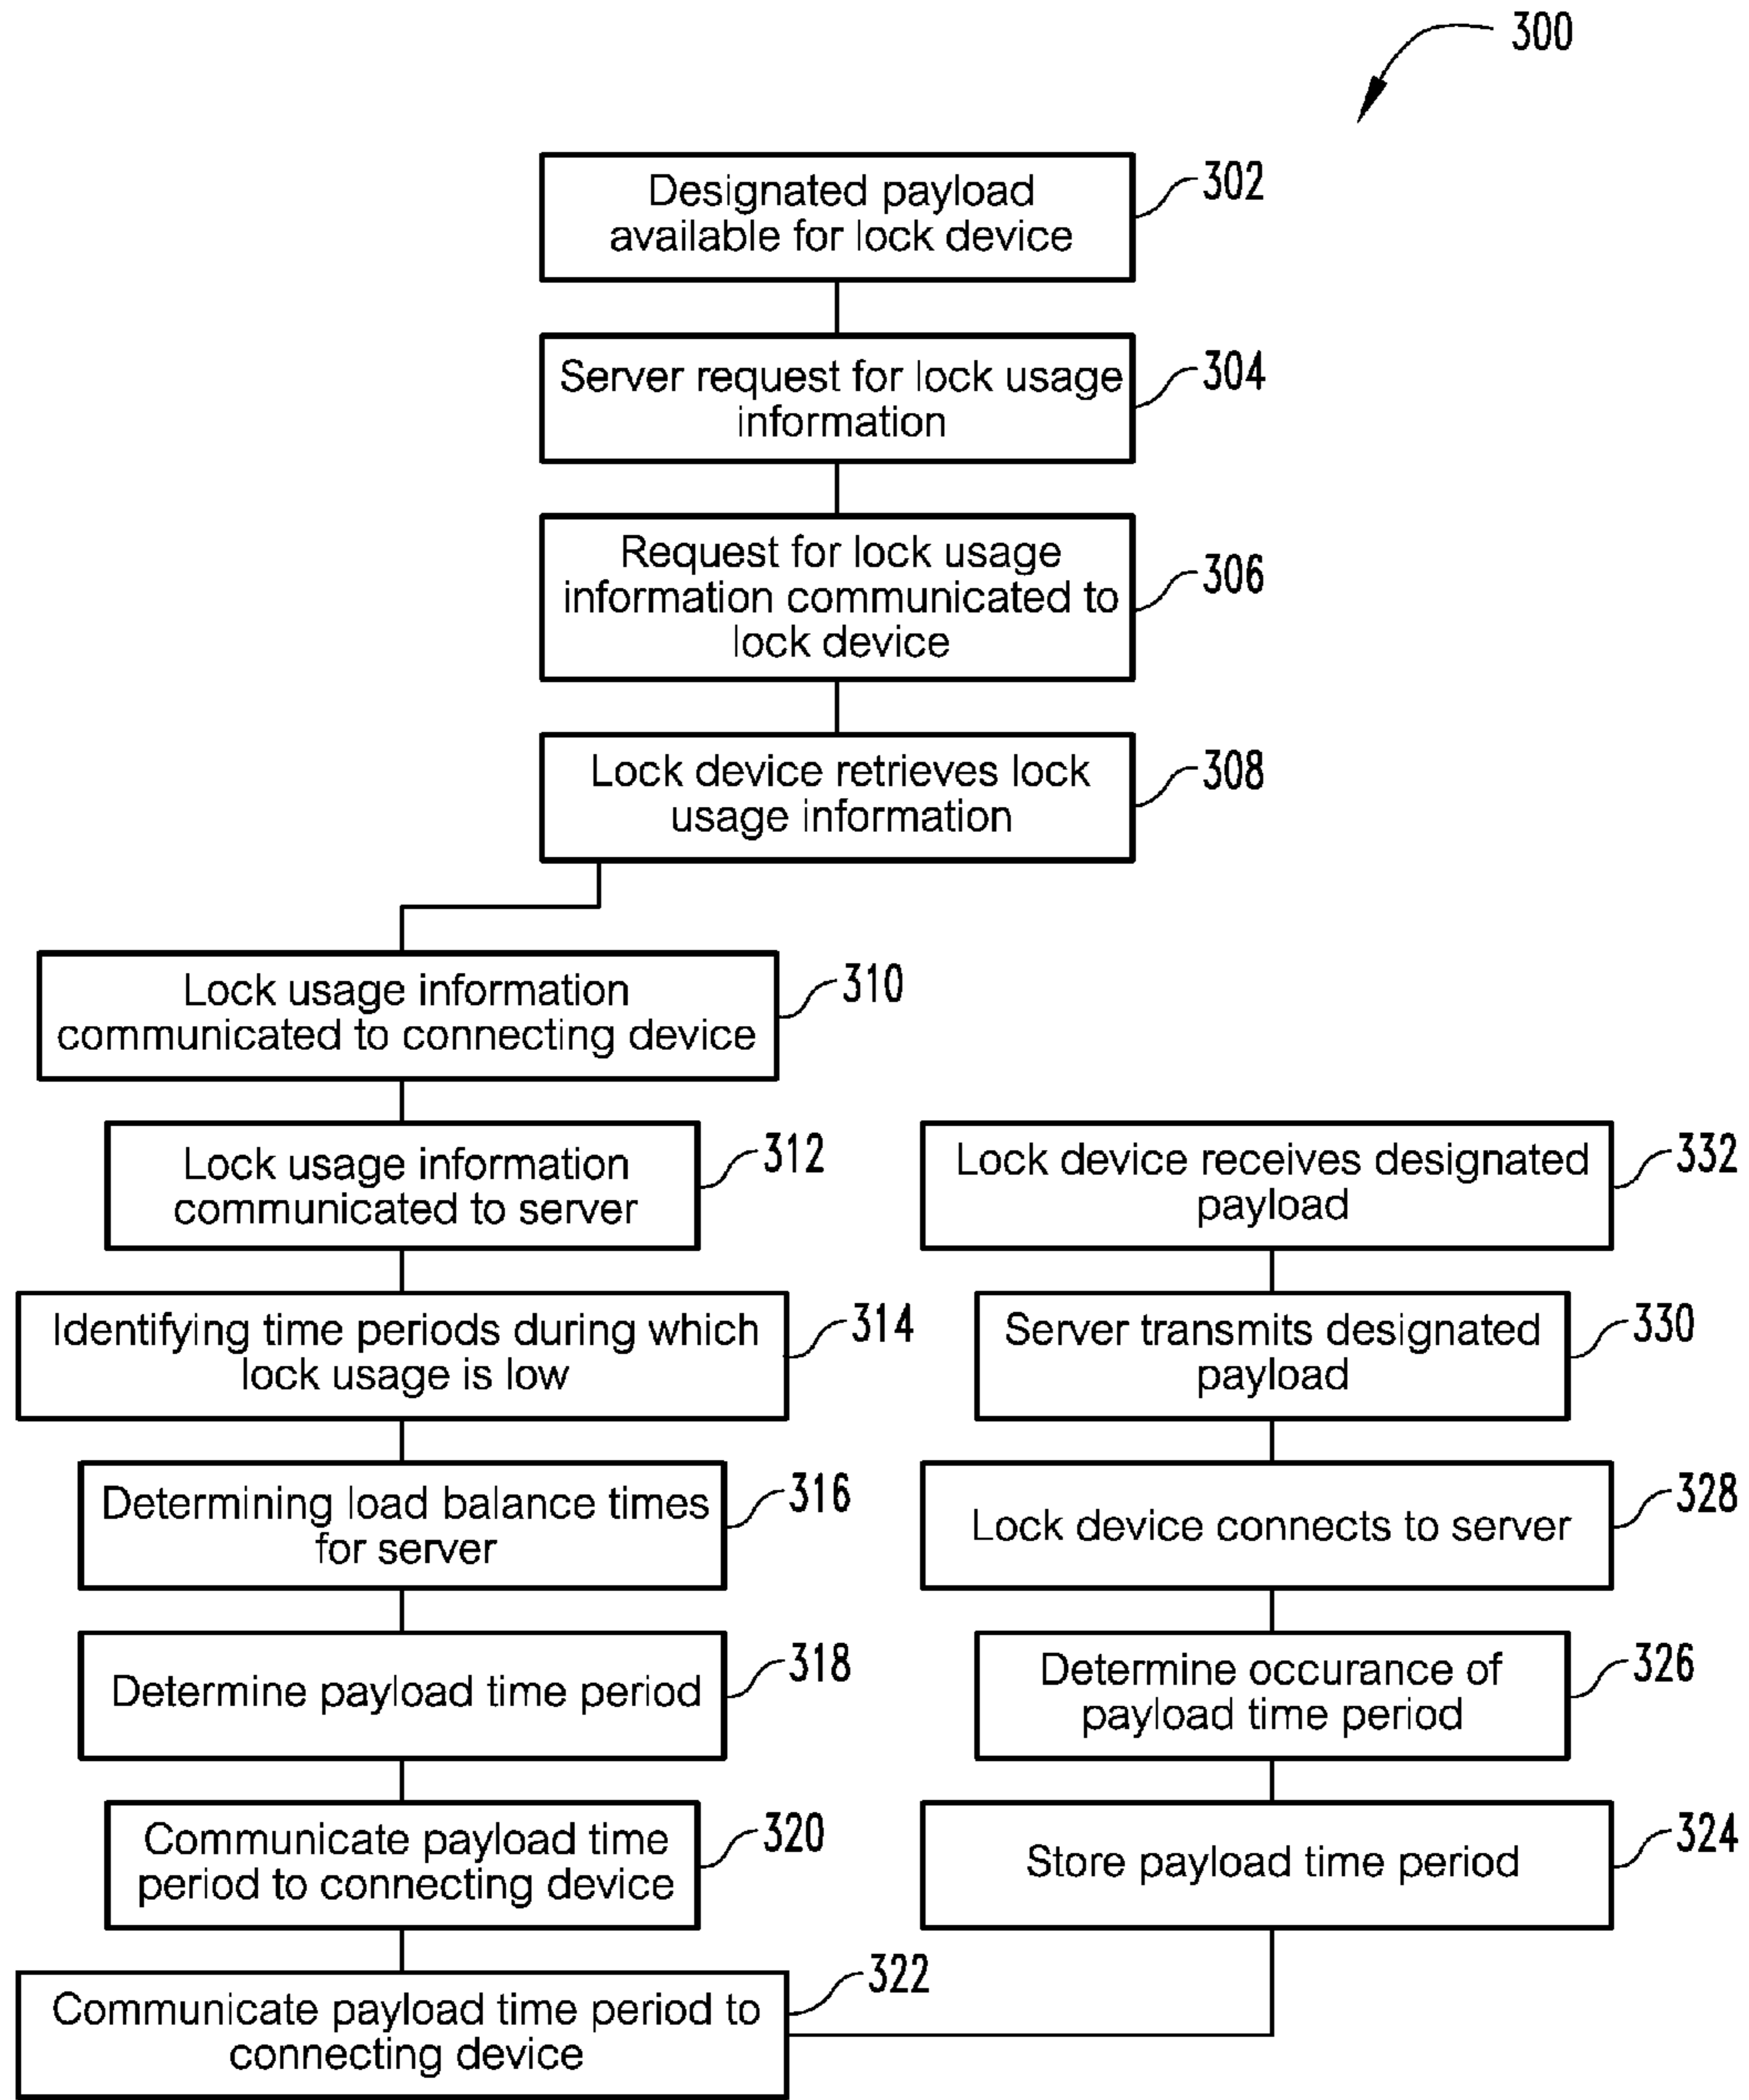 300
Designated payload
available for lock device
302
Server request for lock usage
information
304
Request for lock usage
information communicated to
lock device
306
Lock device retrieves lock
usage information
308
Lock usage information
communicated to connecting device
310
Lock usage information
communicated to server
312
Identifying time periods during which
lock usage is low
314
Determining load balance times
for server
316
Determine payload time period
318
Communicate payload time
period to connecting device
320
Communicate payload time period to
connecting device
322
Lock device receives designated
payload
332
Server transmits designated
payload
330
Lock device connects to server
328
Determine occurance of
payload time period
326
Store payload time period
324